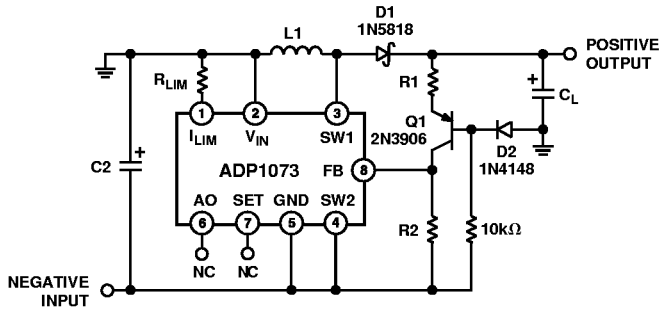 D1
1N5818
L1
POSITIVE
OUTPUT
RLIM
R1
CL
1
2
3
ILIM
VIN
SW1
Q1
2N3906
D2
1N4148
C2
ADP1073
FB
8
AO
SET
GND
SW2
6
7
5
4
R2
10kΩ
NC
NC
NEGATIVE
INPUT